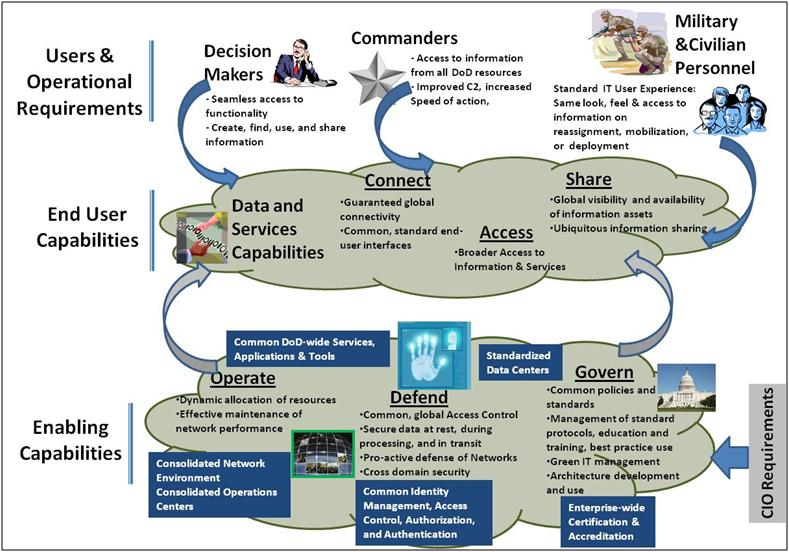 Users &
Operational
Requirements
Decision
Makers
- Seamless access to
functionality
- Create, find, use, and share
information
Commanders
- Access to information
from all DoD resources
- Improved C2, increased
Speed of action,
Military
&Civilian
Personnel
Standard IT User Experience:
Same look, feel & access to
information on
reassignment, mobilization,
or deployment
End User
Capabilities
Data and
Services
Capabilities
Connect
•Guaranteed global
connectivity
•Common, standard end-
user interfaces
Access
•Broader Access to
Information & Services
Share
•Global visibility and availability
of information assets
•Ubiquitous information sharing
Enabling
Capabilities
Common DoD-wide Services,
Applications & Tools
Standardized
Data Centers
Operate
•Dynamic allocation of resources
•Effective maintenance of
network performance
Consolidated Network
Environment
Consolidated Operations
Centers
Defend
•Common, global Access Control
•Secure data at rest, during
processing, and in transit
•Pro-active defense of Networks
•Cross domain security
Common Identity
Management, Access
Control, Authorization,
and Authentication
Govern
•Common policies and
standards
•Management of standard
protocols, education and
training, best practice use
•Green IT management
•Architecture development
and use
Enterprise-wide
Certification &
Accreditation
CIO Requirements